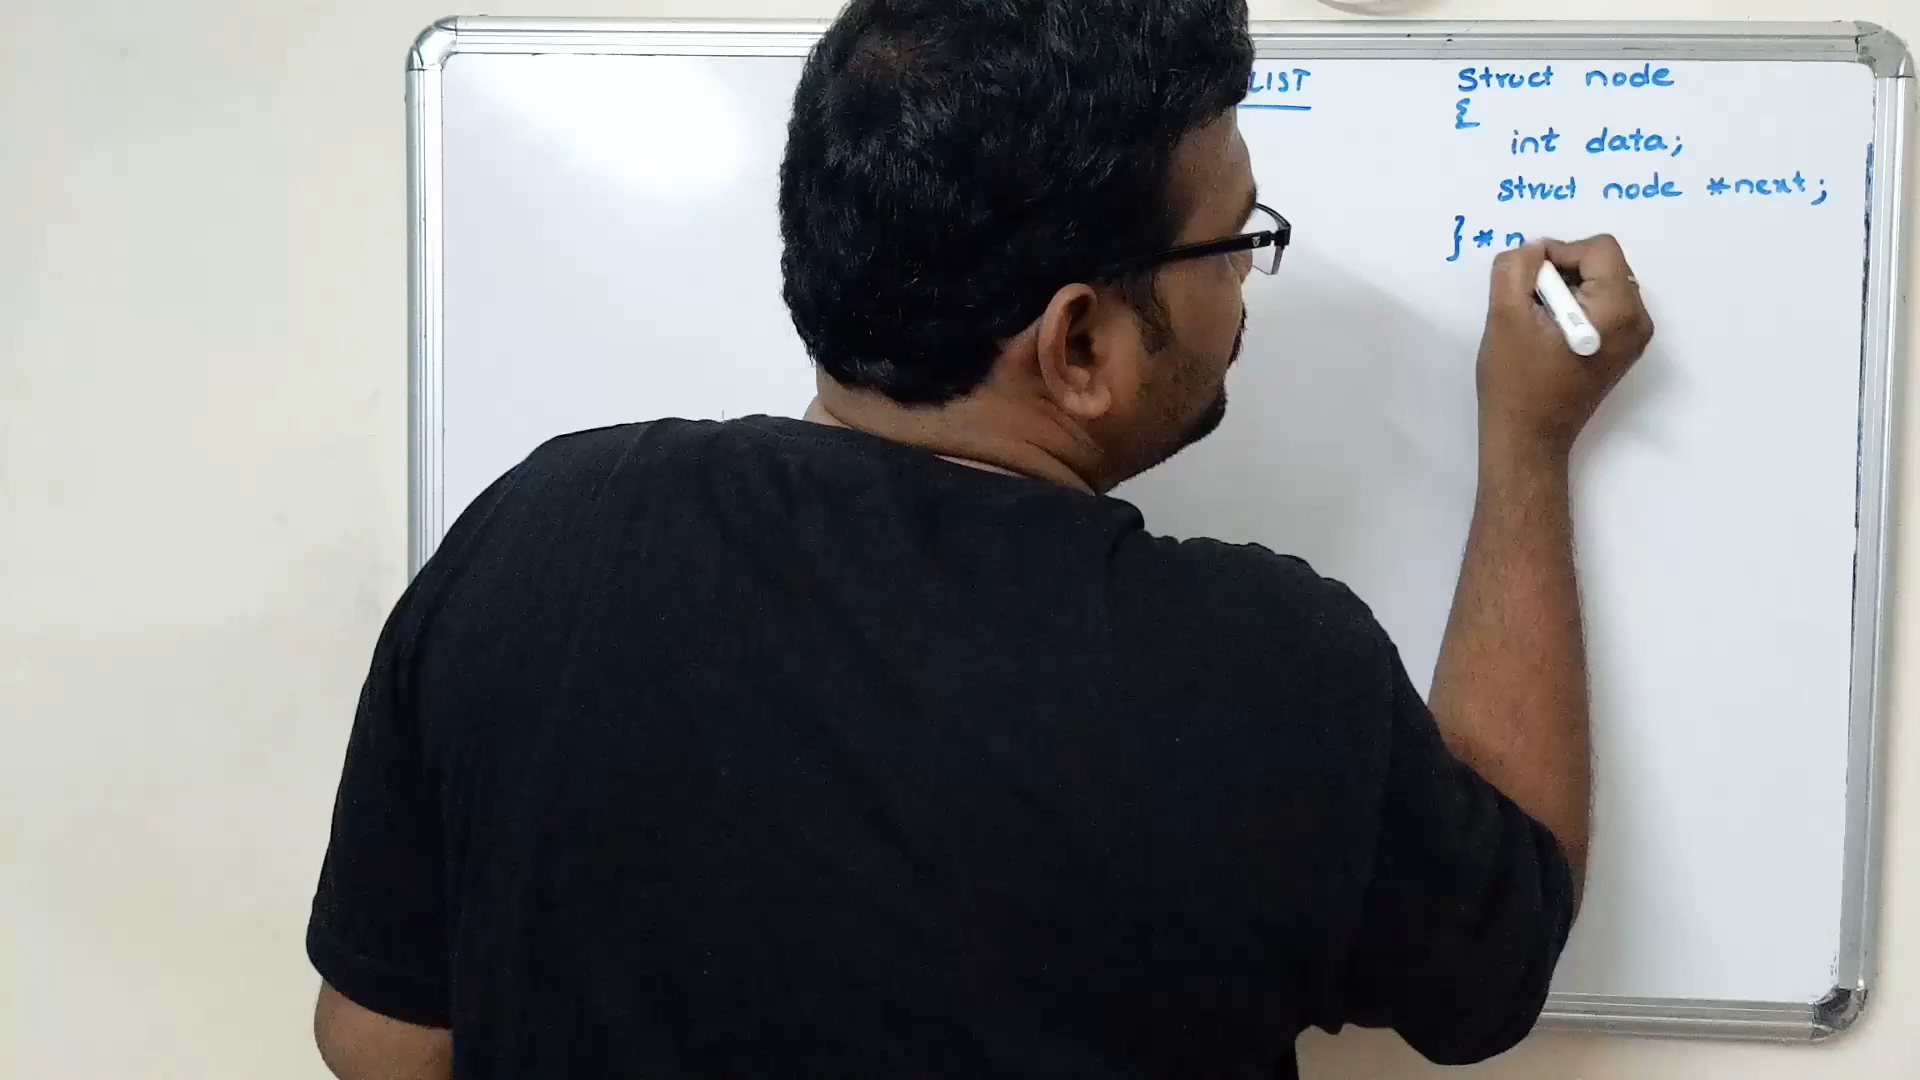 LIST
Struct node
{
int data;
struct node *next;
}*n